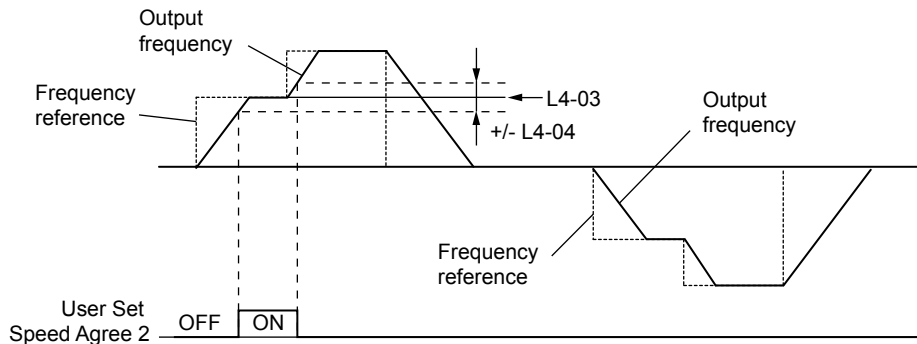 Output
frequency
Frequency
reference
L4-03
+/- L4-04
Output
frequency
Frequency
reference
User Set
Speed Agree 2
OFF
ON